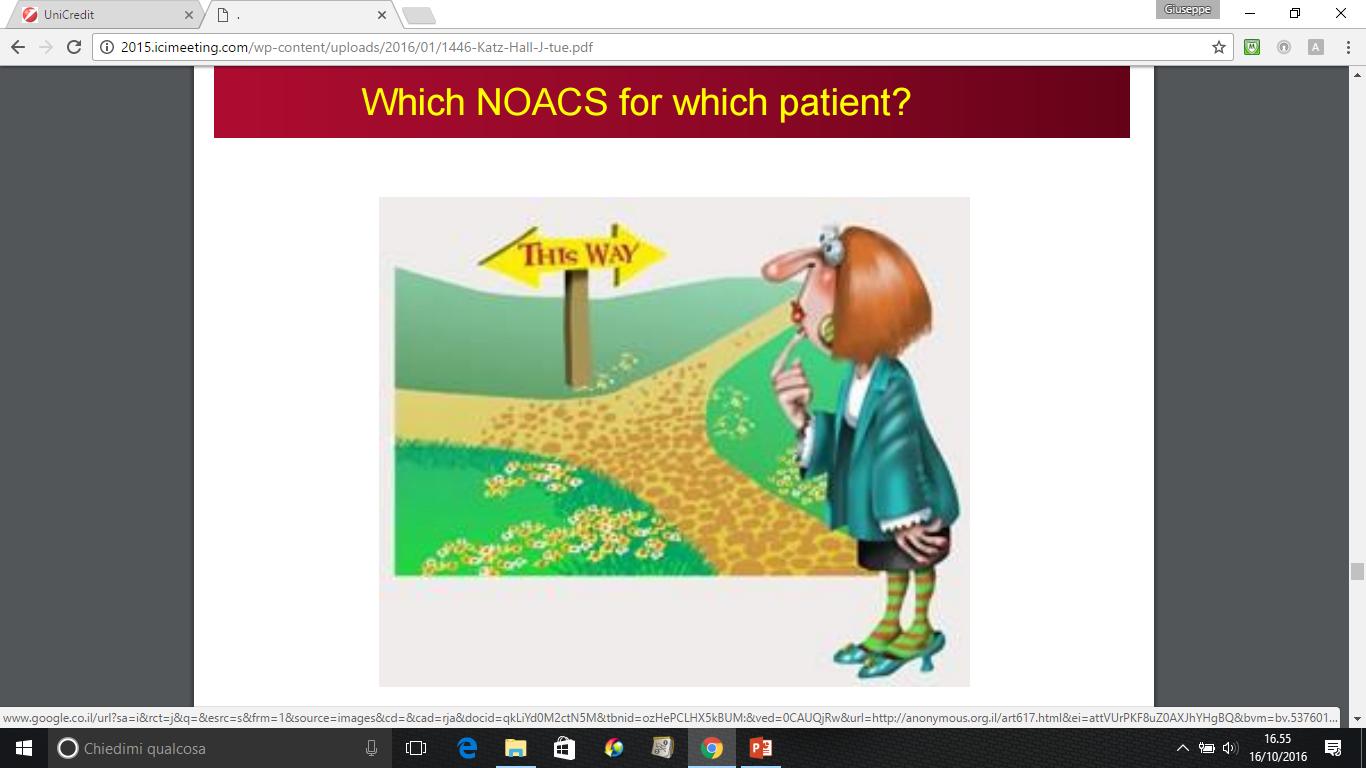 UniCredit
.
Giuseppe
2015.icimeeting.com/wp-content/uploads/2016/01/1446-Katz-Hall-J-tue.pdf
Which NOACS for which patient?
THIS WAY
www.google.co.il/url?sa=i&rct=j&q=&esrc=s&frm=1&source=images&cd=&cad=rja&docid=qkLiYd0M2ctN5M&tbnid=ozHePCLHX5kBUM:&ved=0CAUQjRw&url=http://anonymous.org.il/art617.html&ei=attVUrPKF8uZ0AXJhYHgBQ&bvm=bv.537601...
Chiedimi qualcosa
16.55
16/10/2016